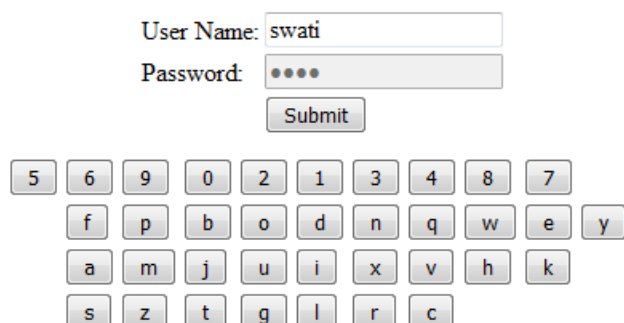 User Name: swati
Password: ••••
Submit
5 6 9 0 2 1 3 4 8 7
f p b o d n q w e y
a m j u i x v h k
s z t g l r c